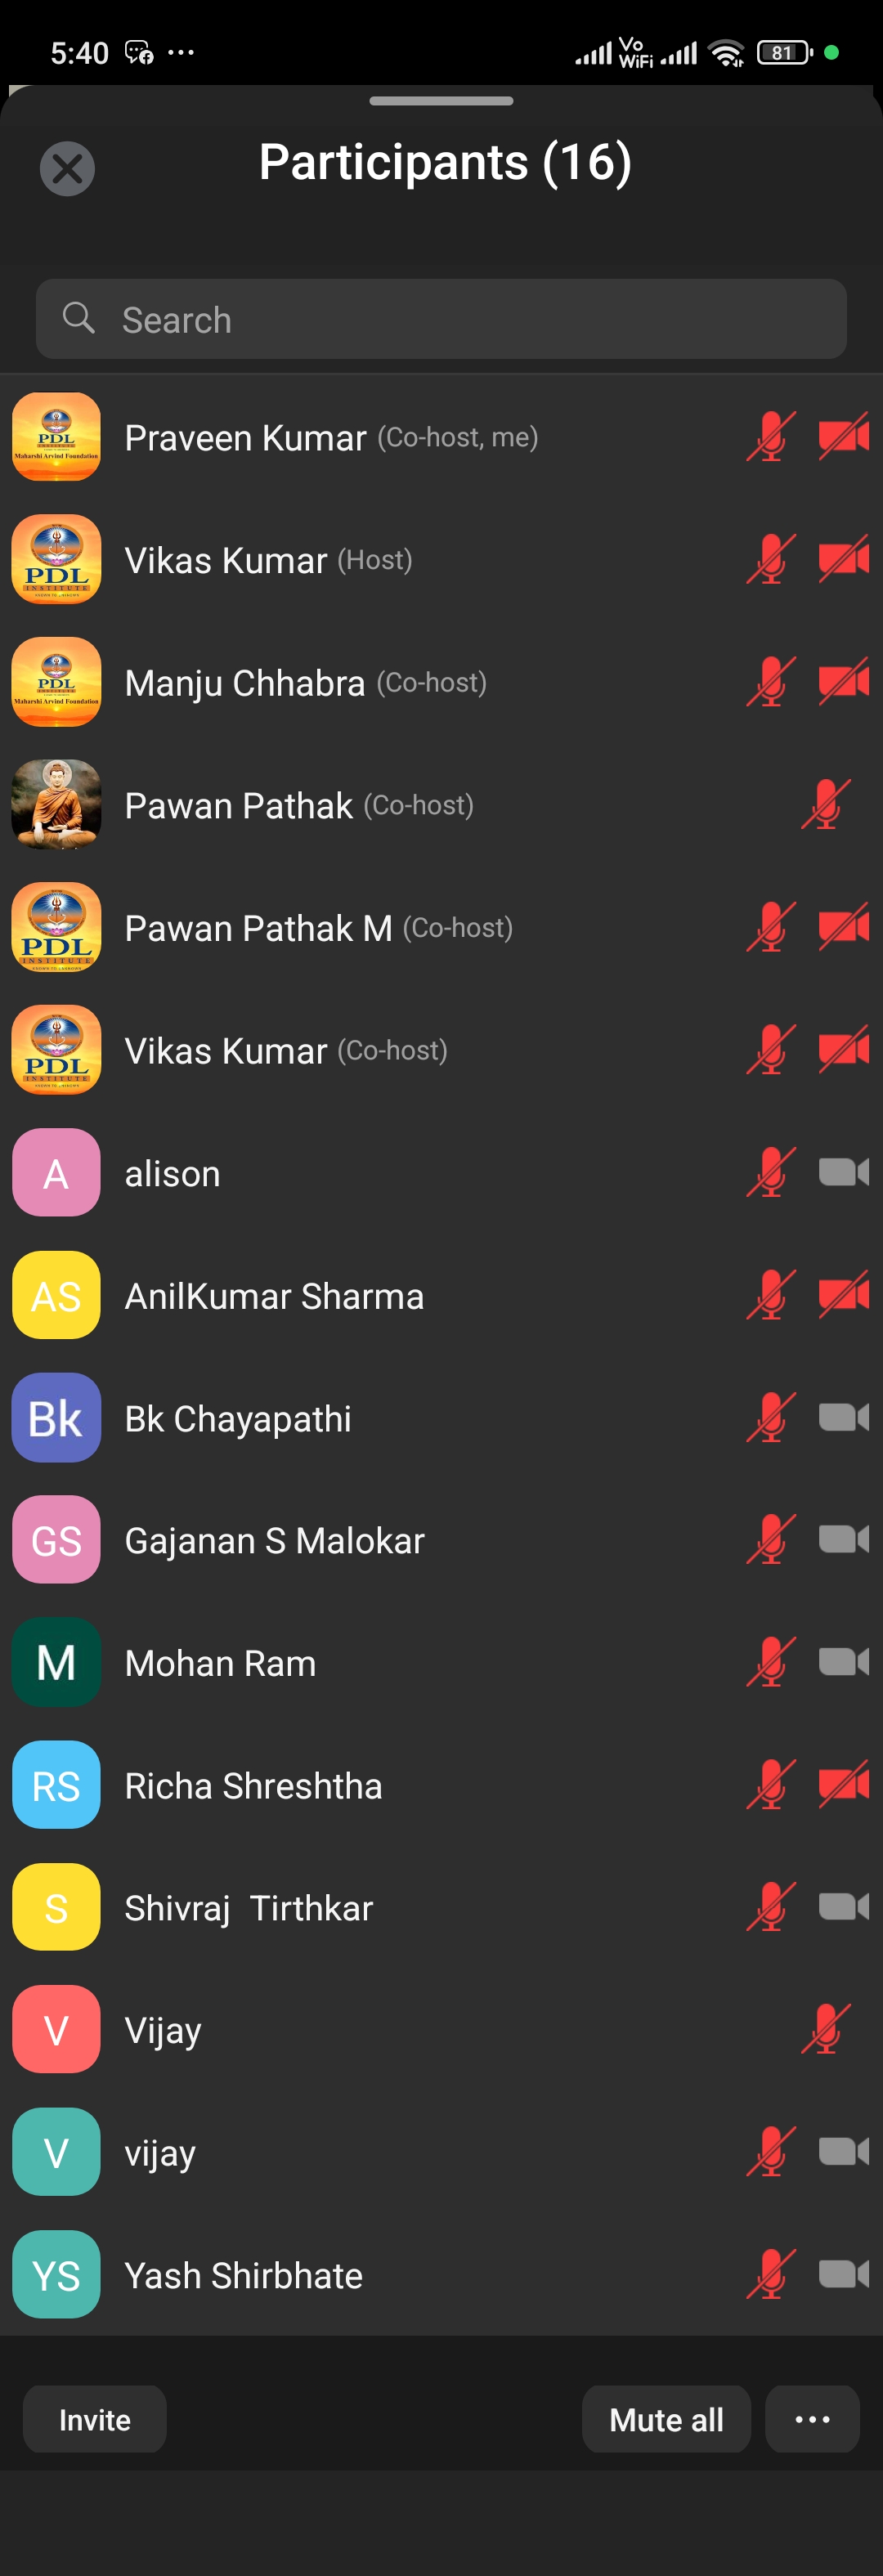 5:40 ... Vo WiFi 81
Participants (16)
Search
PDL Maharshi Arvind Foundation Praveen Kumar (Co-host, me)
PDL INSTITUTE Vikas Kumar (Host)
PDL Maharshi Arvind Foundation Manju Chhabra (Co-host)
Pawan Pathak (Co-host)
PDL INSTITUTE Pawan Pathak M (Co-host)
PDL INSTITUTE Vikas Kumar (Co-host)
A alison
AS AnilKumar Sharma
Bk Bk Chayapathi
GS Gajanan S Malokar
M Mohan Ram
RS Richa Shreshtha
S Shivraj  Tirthkar
V Vijay
V vijay
YS Yash Shirbhate
Invite Mute all ...